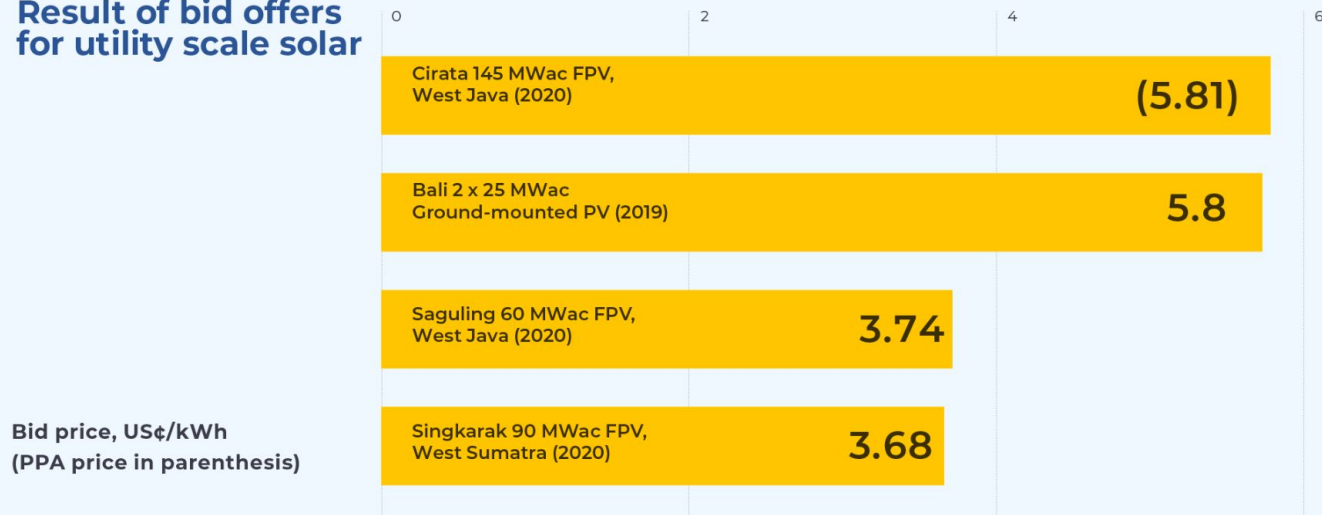 Result of bid offers
for utility scale solar
0 2 4 6
Cirata 145 MWac FPV,
West Java (2020)
(5.81)
Bali 2 x 25 MWac
Ground-mounted PV (2019)
5.8
Saguling 60 MWac FPV,
West Java (2020)
3.74
Singkarak 90 MWac FPV,
West Sumatra (2020)
3.68
Bid price, US¢/kWh
(PPA price in parenthesis)